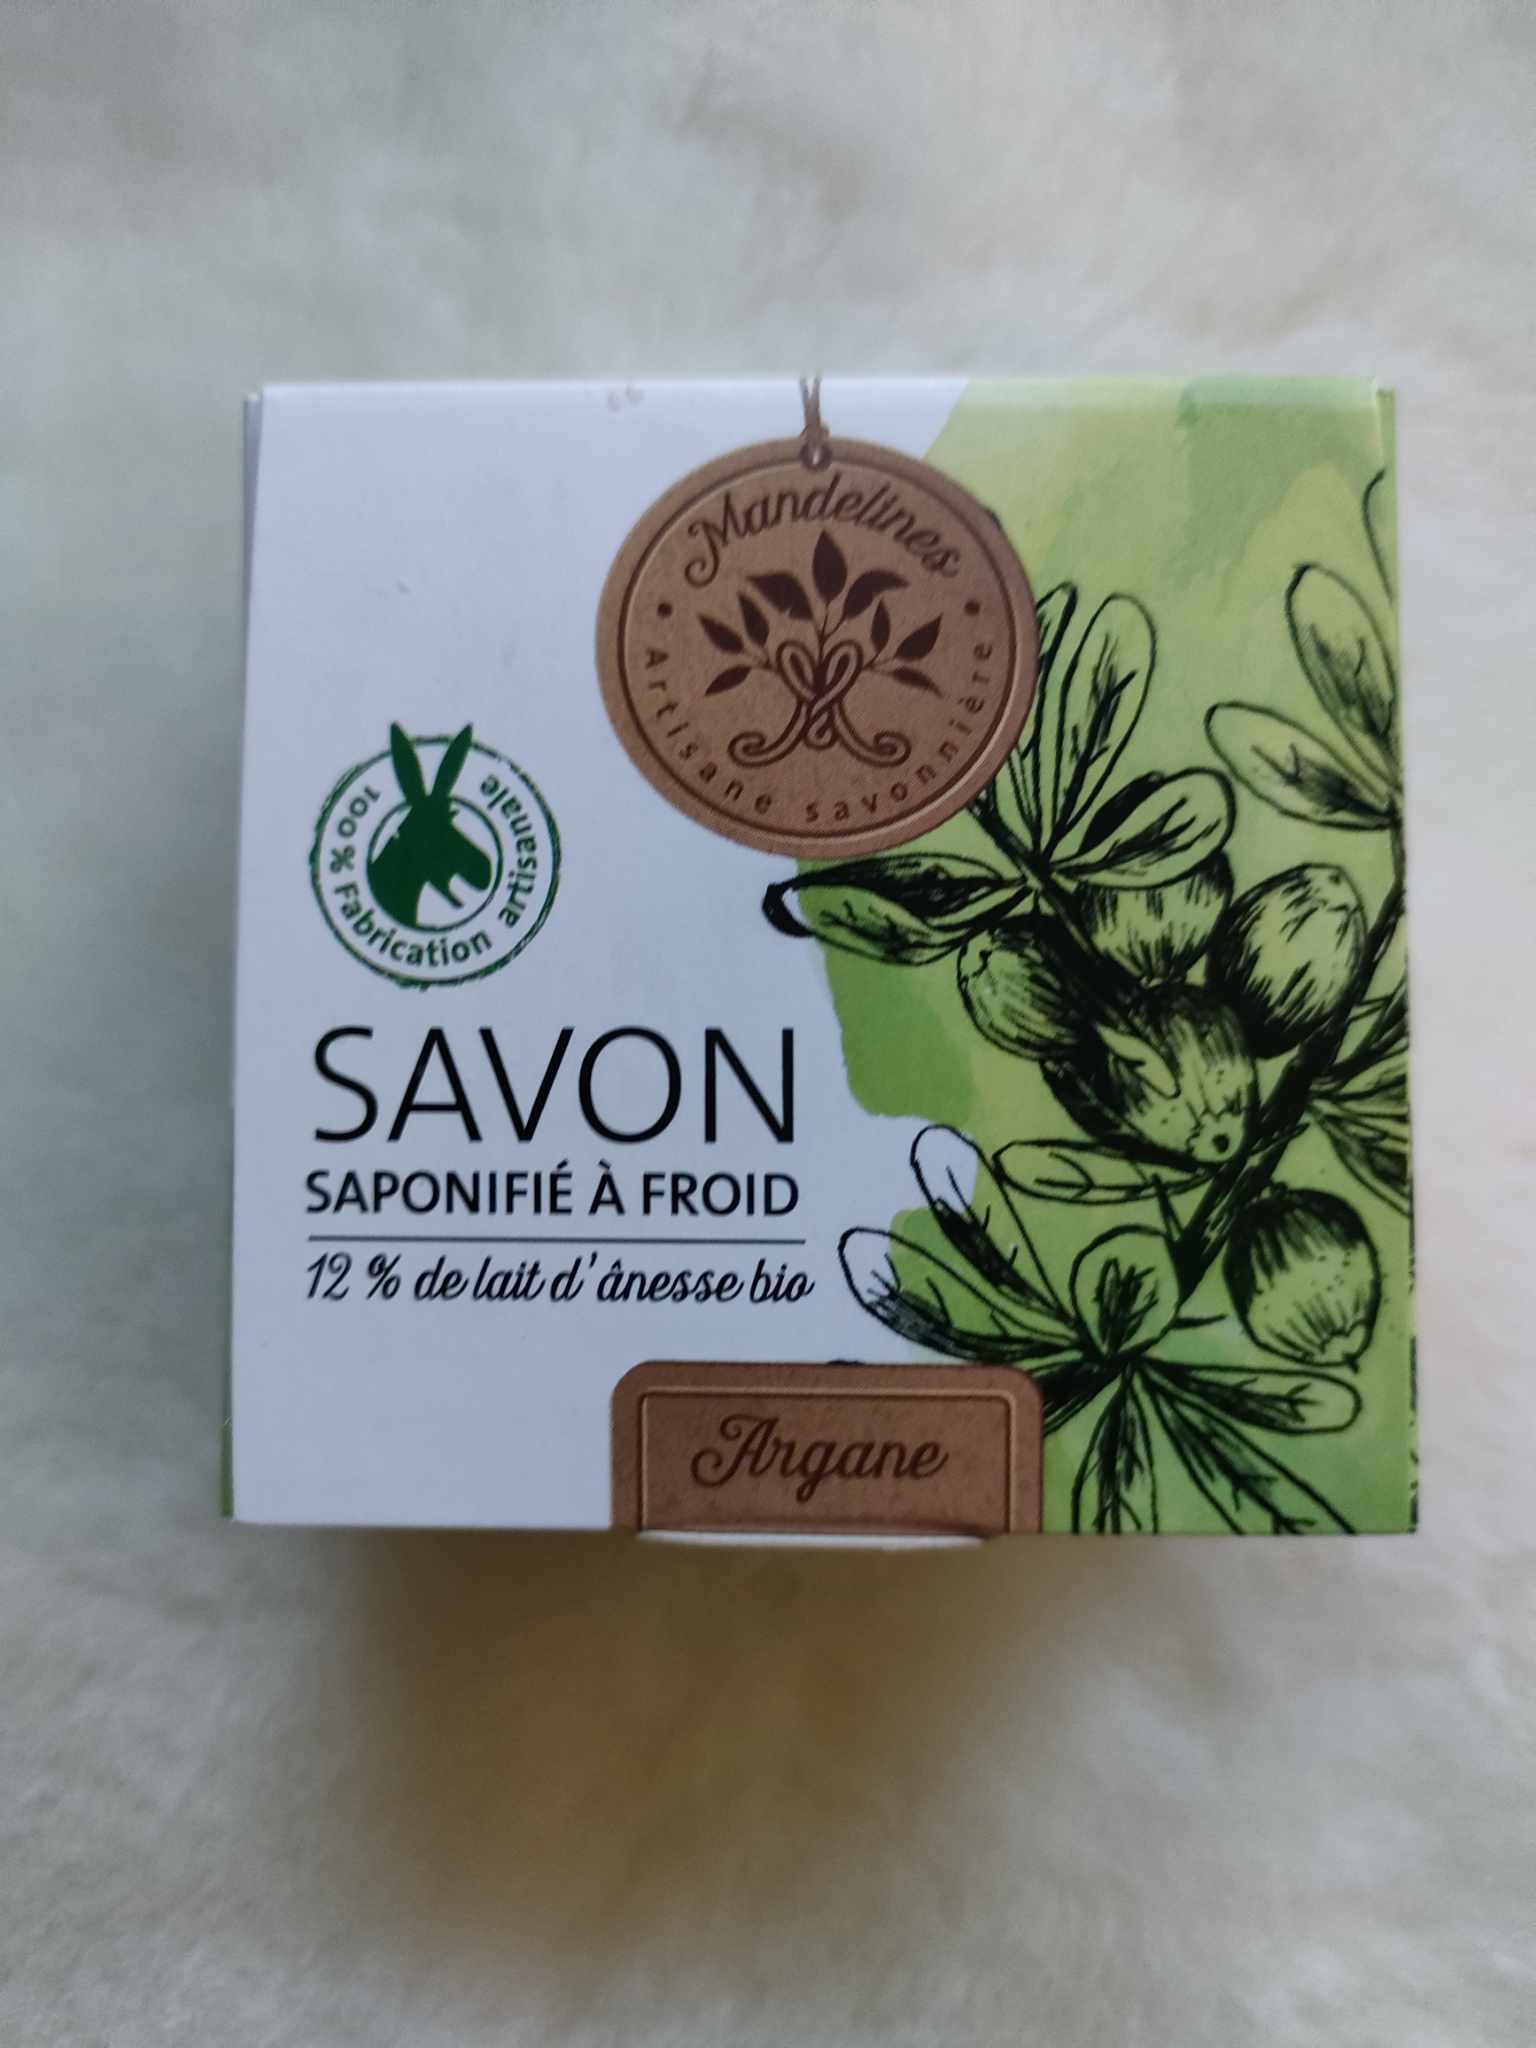 Mandelines
Artisane savonnière
100% Fabrication artisanale
SAVON
SAPONIFIÉ À FROID
12 % de lait d'ânesse bio
Argane